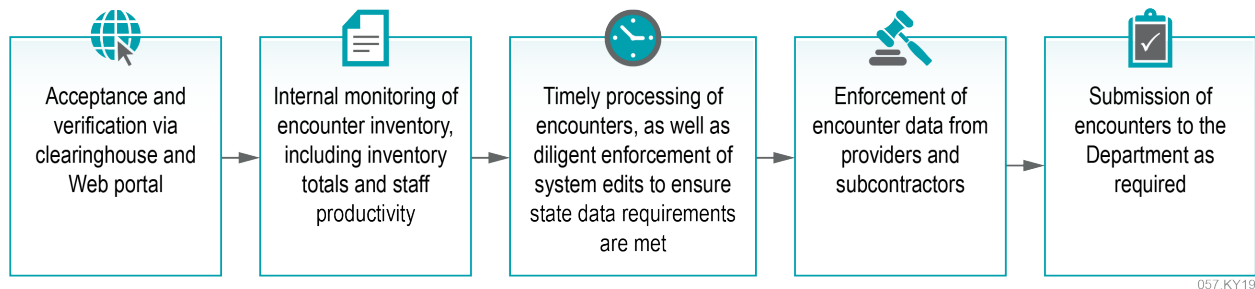 Acceptance and
verification via
clearinghouse and
Web portal
Internal monitoring of
encounter inventory,
including inventory
totals and staff
productivity
Timely processing of
encounters, as well as
diligent enforcement of
system edits to ensure
state data requirements
are met
Enforcement of
encounter data from
providers and
subcontractors
Submission of
encounters to the
Department as
required
057.KY19